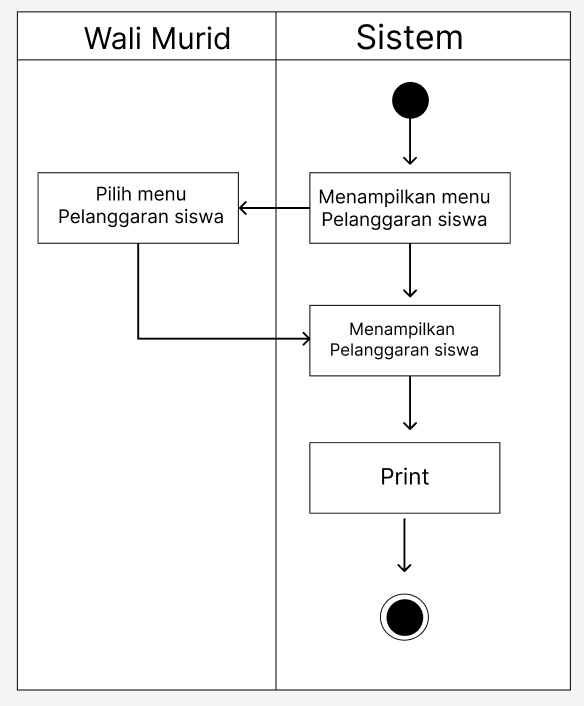 Wali Murid
Sistem
Pilih menu
Pelanggaran siswa
Menampilkan menu
Pelanggaran siswa
Menampilkan
Pelanggaran siswa
Print